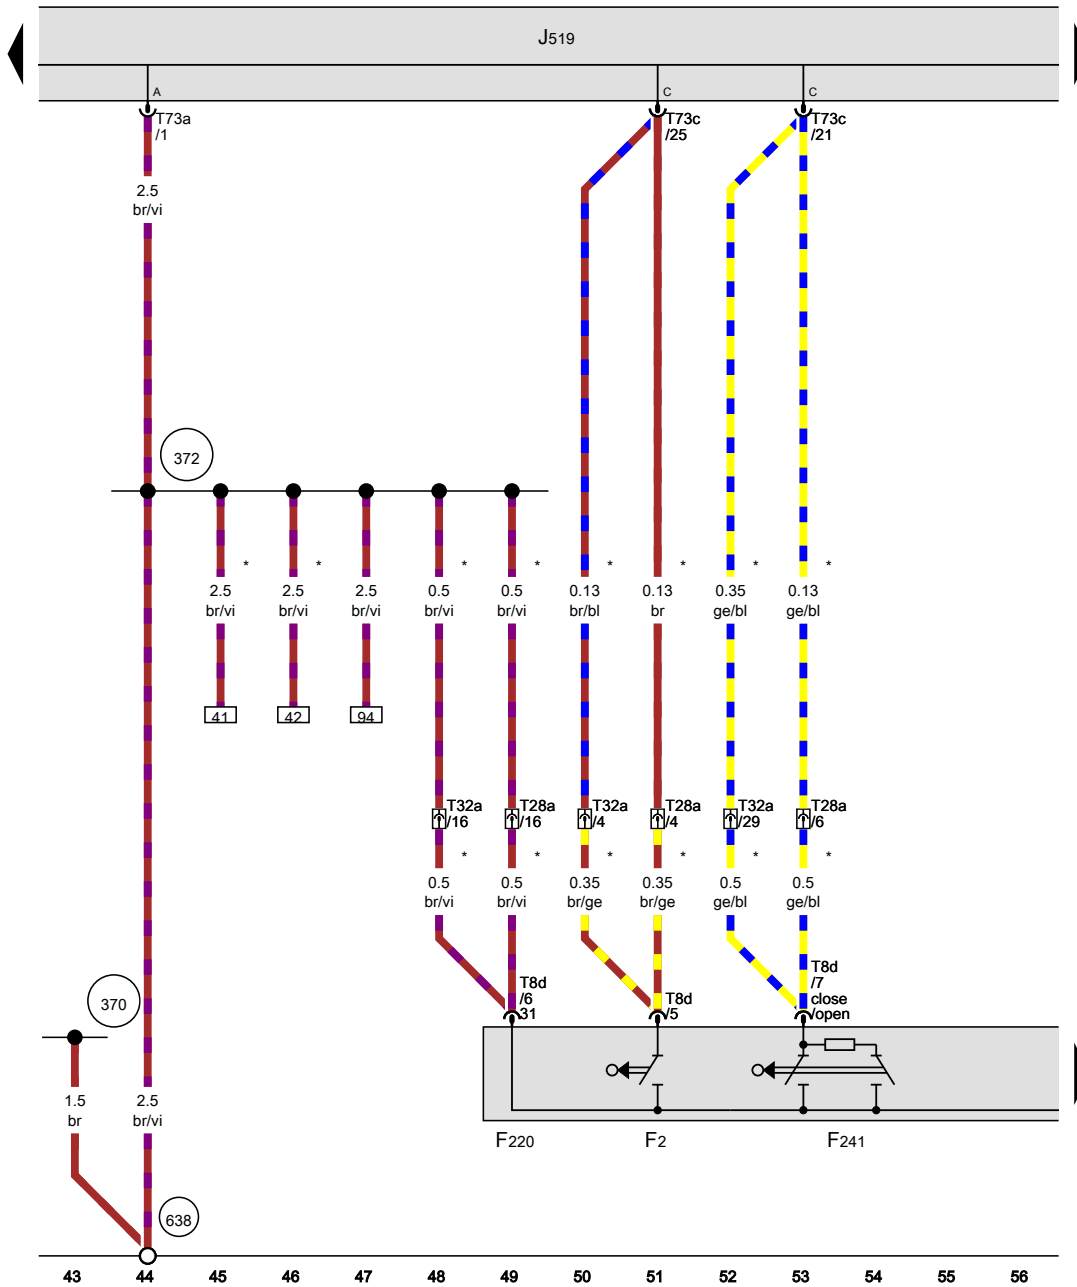 J519
A
C
C
T73a
/1
T73c
/25
T73c
/21
2.5
br/vi
372
* * * * * * * * *
2.5 2.5 2.5 0.5 0.5 0.13 0.13 0.35 0.13
br/vi br/vi br/vi br/vi br/vi br/bl br ge/bl ge/bl
41 42 94
T32a T28a T32a T28a T32a T28a
/16 /16 /4 /4 /29 /6
* * * * * *
0.5 0.5 0.35 0.35 0.5 0.5
br/vi br/vi br/ge br/ge ge/bl ge/bl
T8d
/6
31
T8d
/5
T8d
/7
close
/open
370
1.5 2.5
br br/vi
F220 F2 F241
638
43 44 45 46 47 48 49 50 51 52 53 54 55 56